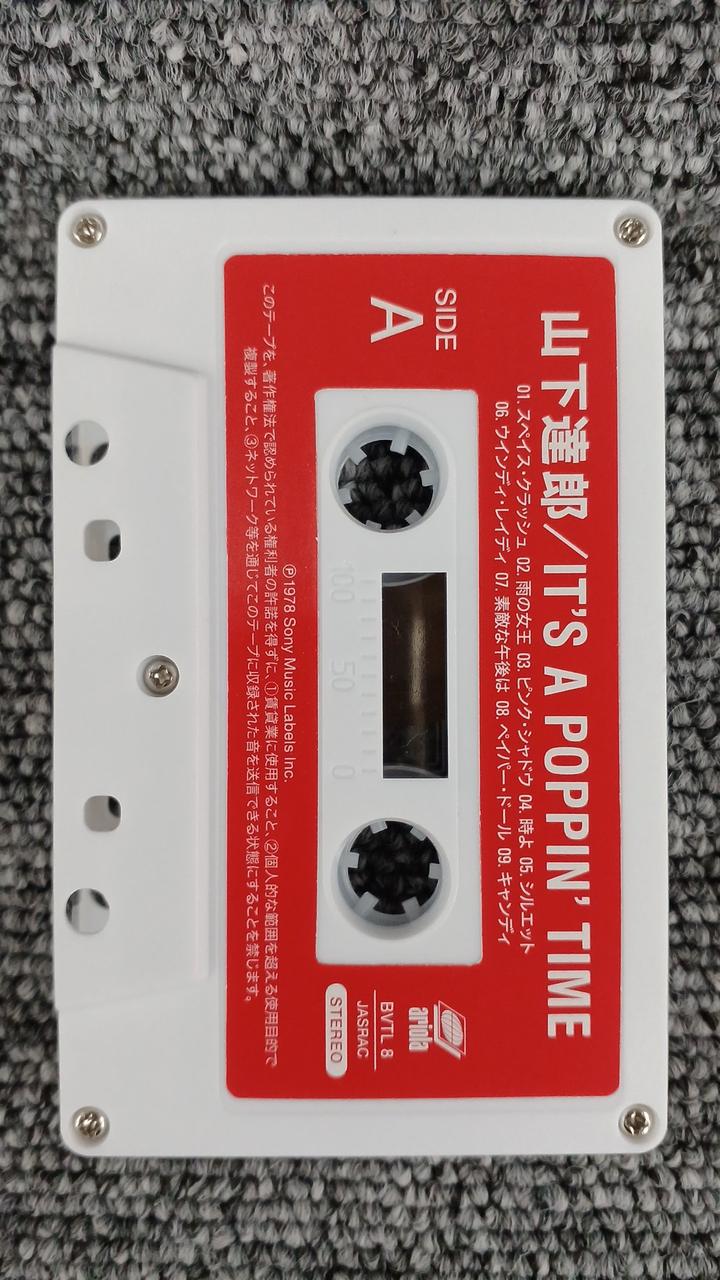 山下達郎/IT'S A POPPIN' TIME
01. スペイス・クラッシュ 02. 雨の女王 03. ピンク・シャドウ 04. 時よ 05. シルエット
06. ウインディ・レイディ 07. 素敵な午後は 08. ペイパー・ドール 09. キャンディ
SIDE
A
100 50 0
ariola
BVTL 8
JASRAC
STEREO
Ⓟ1978 Sony Music Labels Inc.
このテープを、著作権法で認められている権利者の許諾を得ずに、①賃貸業に使用すること、②個人的な範囲を超える使用目的で
複製すること、③ネットワーク等を通じてこのテープに収録された音を送信できる状態にすることを禁じます。